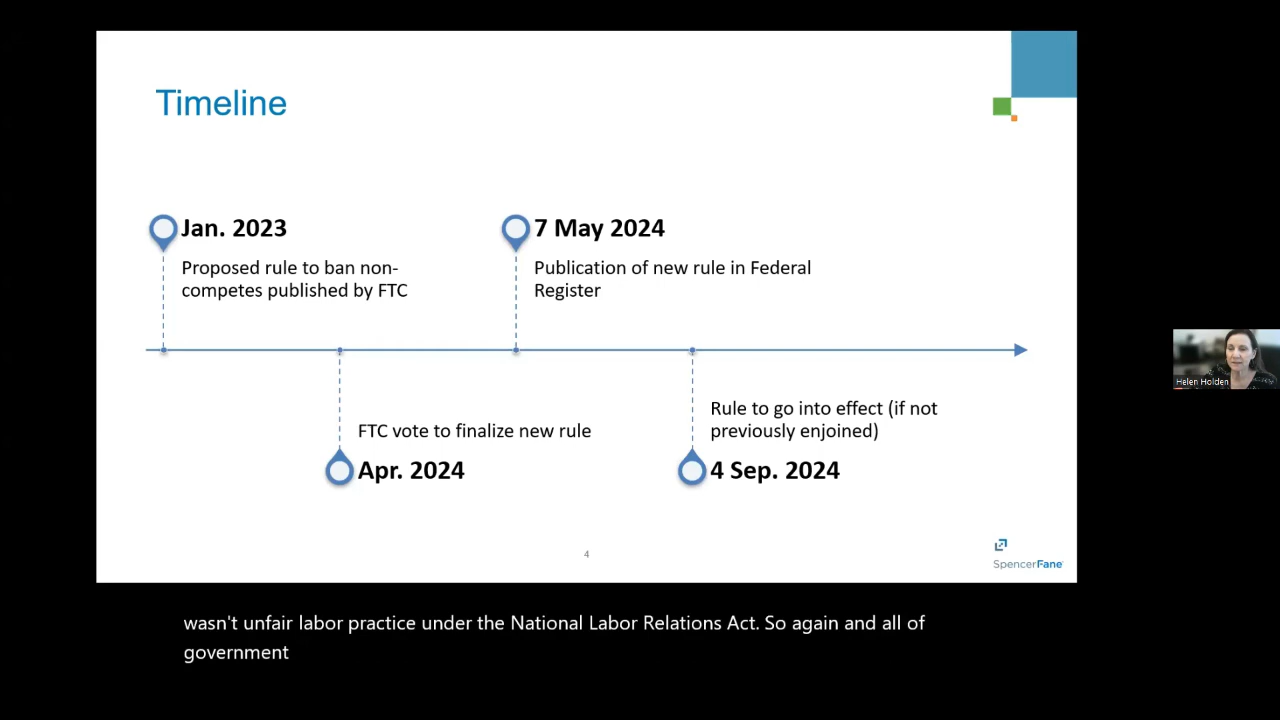 Timeline
Jan. 2023
Proposed rule to ban non-
competes published by FTC
7 May 2024
Publication of new rule in Federal
Register
FTC vote to finalize new rule
Apr. 2024
Rule to go into effect (if not
previously enjoined)
4 Sep. 2024
4
SpencerFane
Helen Holden
wasn't unfair labor practice under the National Labor Relations Act. So again and all of
government